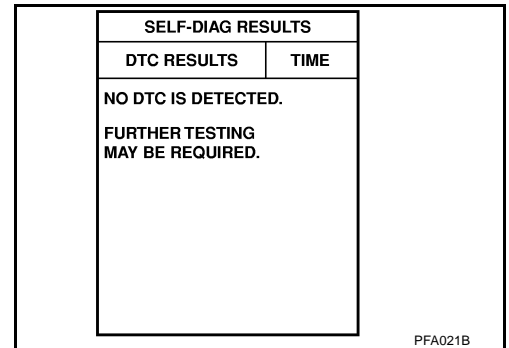 SELF-DIAG RESULTS
DTC RESULTS TIME
NO DTC IS DETECTED.
FURTHER TESTING
MAY BE REQUIRED.
PFA021B